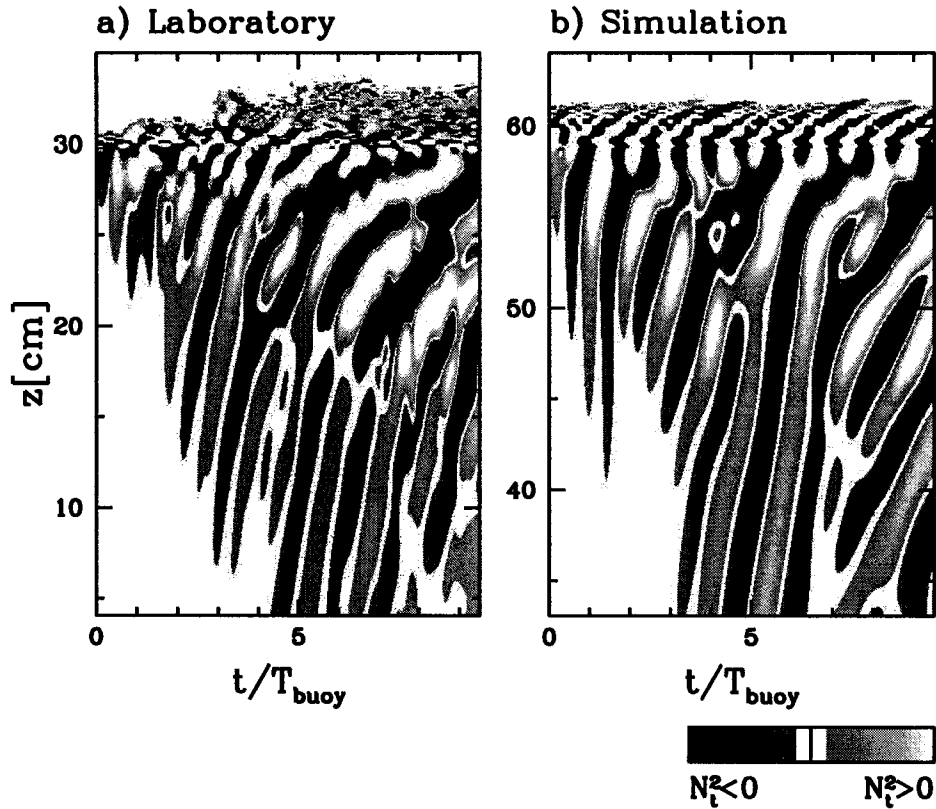 a) Laboratory
b) Simulation
30
20
10
z[cm]
0
5
t/T_buoy
60
50
40
0
5
t/T_buoy
N_t^2<0
N_t^2>0